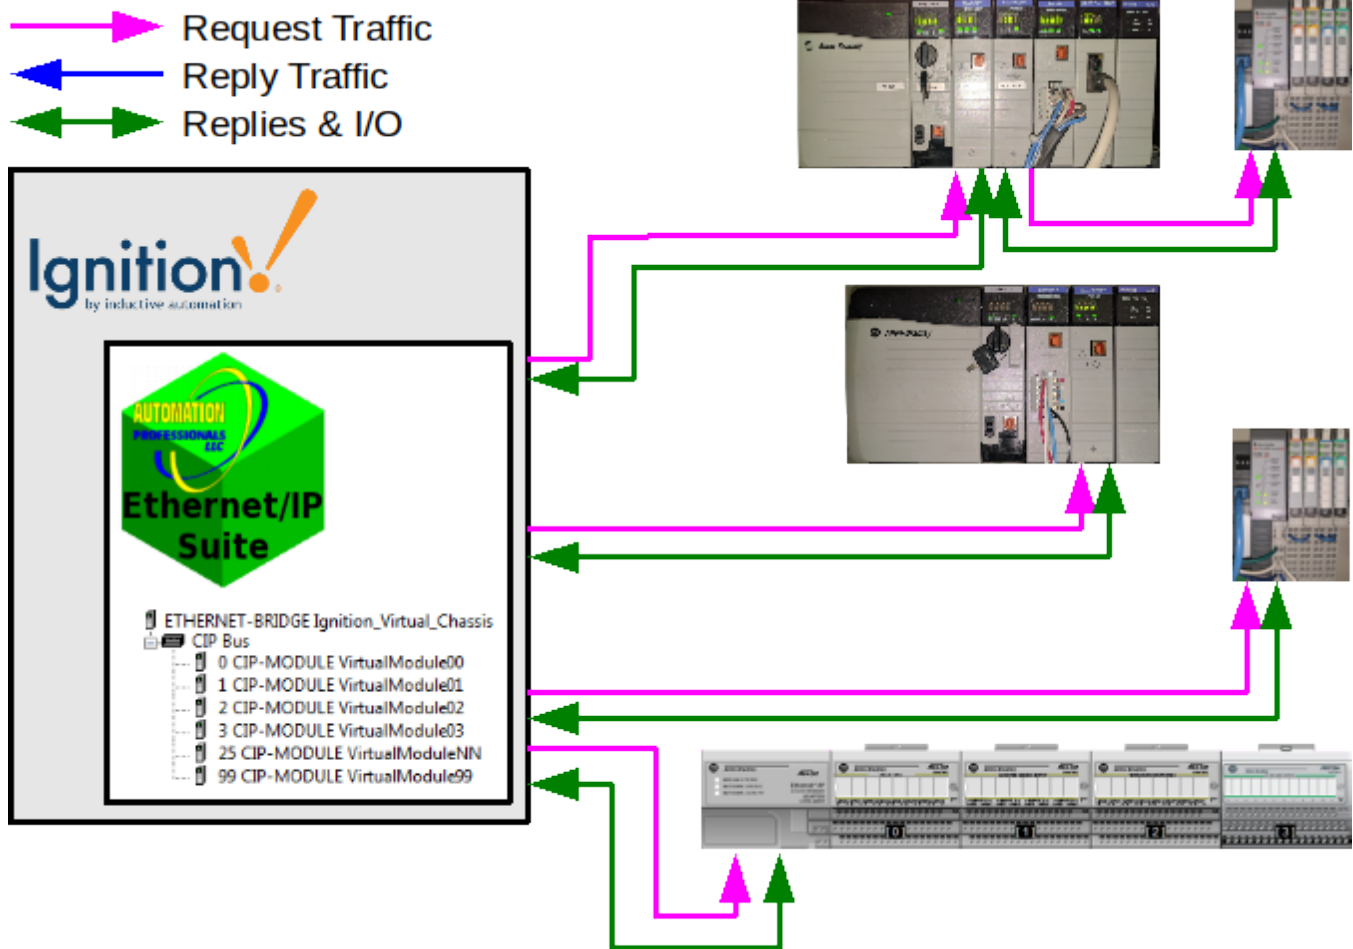 Request Traffic
Reply Traffic
Replies & I/O
Ignition!
by inductive automation
AUTOMATION
PROFESSIONALS
LLC
Ethernet/IP
Suite
ETHERNET-BRIDGE Ignition_Virtual_Chassis
CIP Bus
0 CIP-MODULE VirtualModule00
1 CIP-MODULE VirtualModule01
2 CIP-MODULE VirtualModule02
3 CIP-MODULE VirtualModule03
25 CIP-MODULE VirtualModuleNN
99 CIP-MODULE VirtualModule99
0
1
2
3